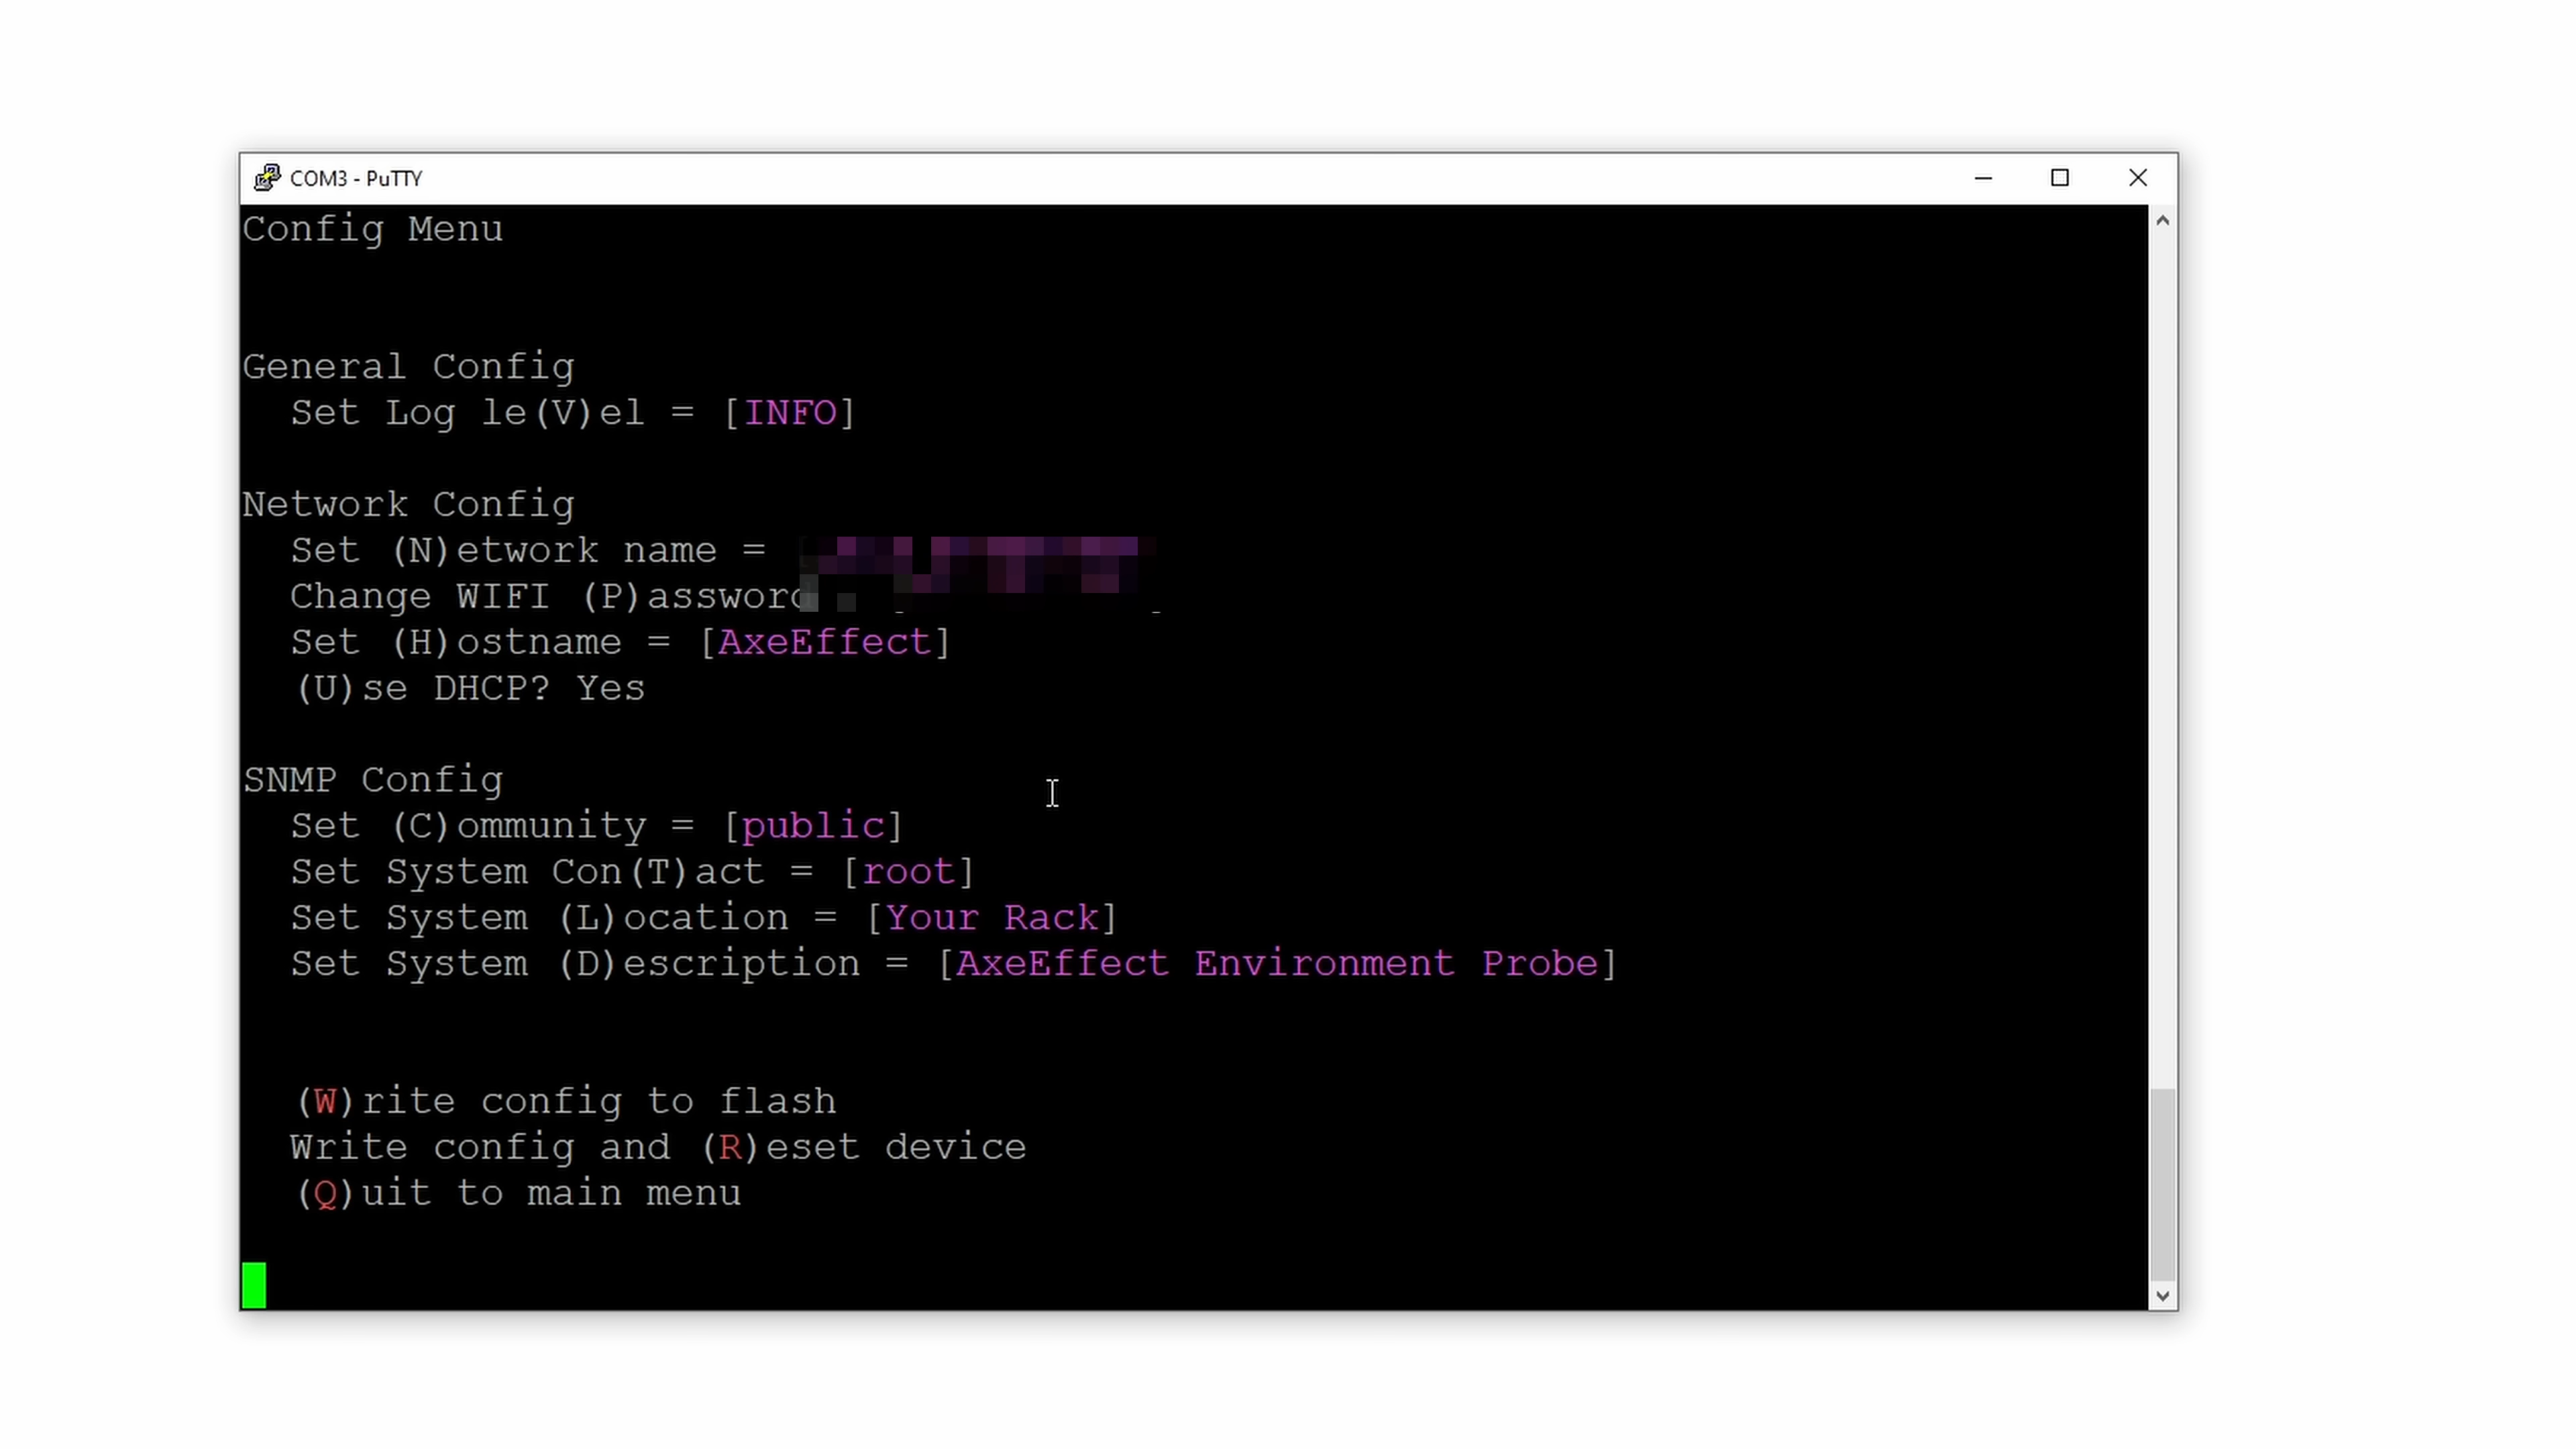 COM3 - PuTTY
Config Menu
General Config
Set Log le(V)el = [INFO]
Network Config
Set (N)etwork name =
Change WIFI (P)assword
Set (H)ostname = [AxeEffect]
(U)se DHCP? Yes
SNMP Config
Set (C)ommunity = [public]
Set System Con(T)act = [root]
Set System (L)ocation = [Your Rack]
Set System (D)escription = [AxeEffect Environment Probe]
(W)rite config to flash
Write config and (R)eset device
(Q)uit to main menu